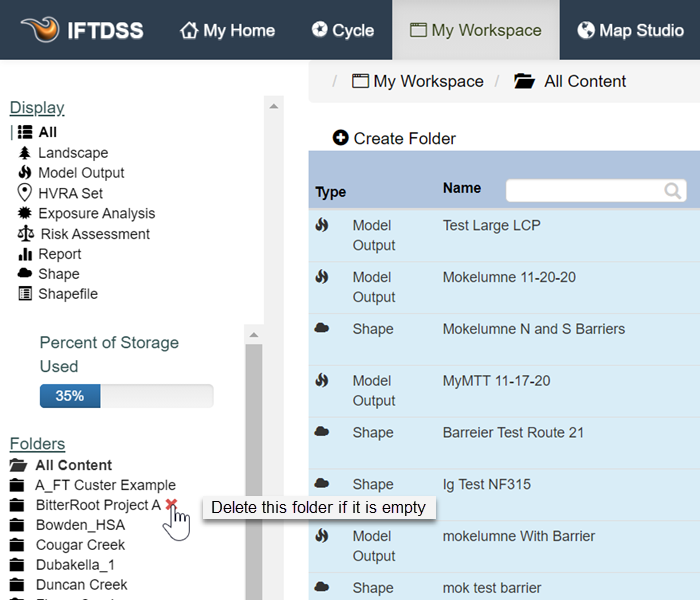 IFTDSS
My Home
Cycle
My Workspace
Map Studio
/ My Workspace / All Content
Display
All
Landscape
Model Output
HVRA Set
Exposure Analysis
Risk Assessment
Report
Shape
Shapefile
Percent of Storage
Used
35%
Folders
All Content
A_FT Custer Example
BitterRoot Project A
Delete this folder if it is empty
Bowden_HSA
Cougar Creek
Dubakella_1
Duncan Creek
Create Folder
Type Name
Model Output Test Large LCP
Model Output Mokelumne 11-20-20
Shape Mokelumne N and S Barriers
Model Output MyMTT 11-17-20
Shape Barreier Test Route 21
Shape lg Test NF315
Model Output mokelumne With Barrier
Shape mok test barrier